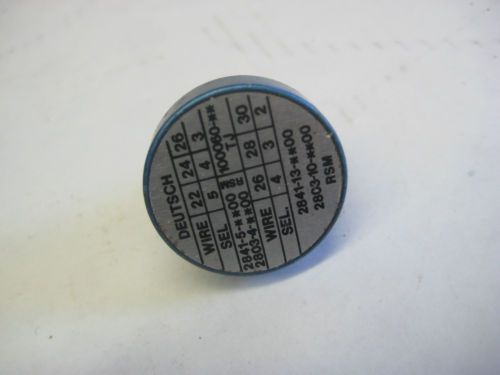 DEUTSCH
WIRE 22 24 26
SEL 5 4 3
2841-5-**00 100060-**
2803-4-**00 TJ
WIRE 26 28 30
SEL. 4 3 2
2841-13-**00
2803-10-**00
RSM